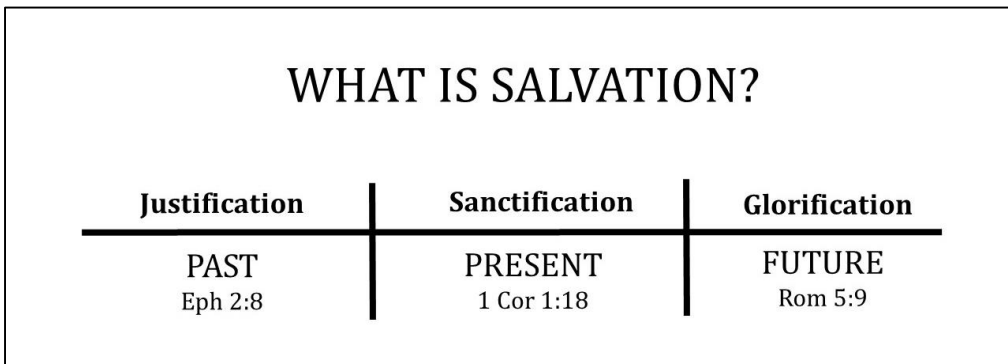 WHAT IS SALVATION?
Justification Sanctification Glorification
PAST PRESENT FUTURE
Eph 2:8 1 Cor 1:18 Rom 5:9